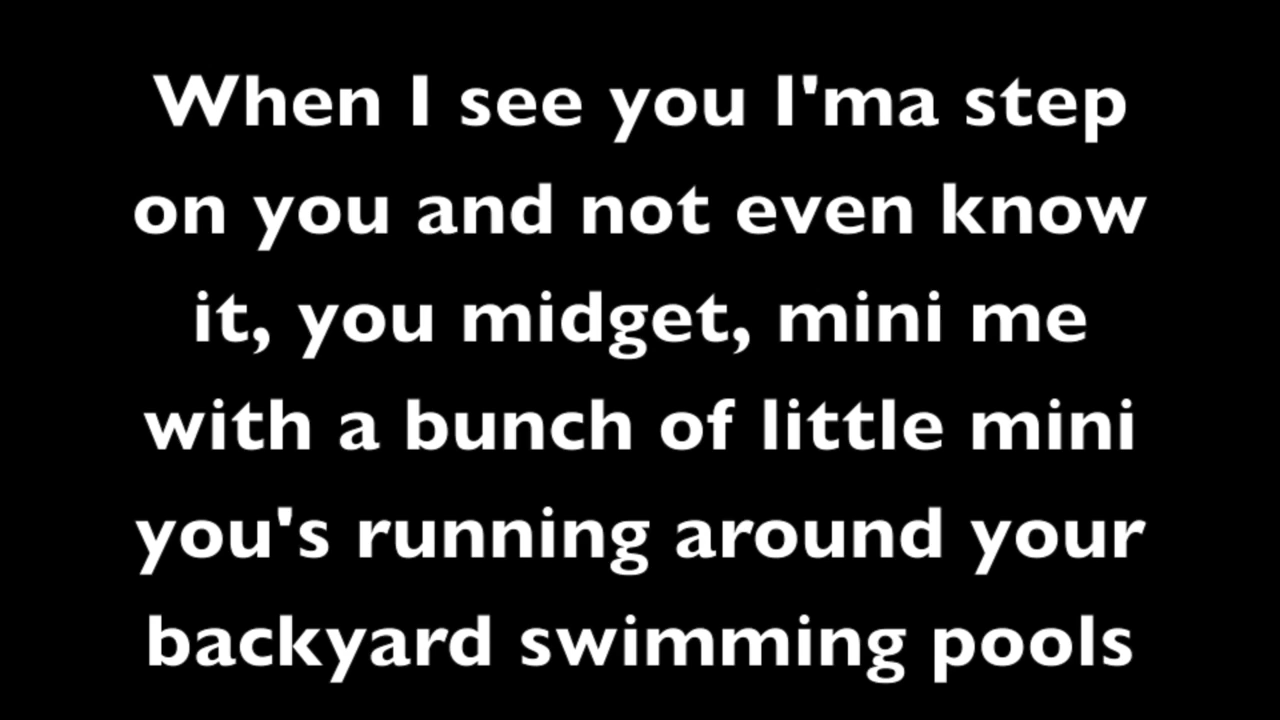 When I see you I'ma step
on you and not even know
it, you midget, mini me
with a bunch of little mini
you's running around your
backyard swimming pools